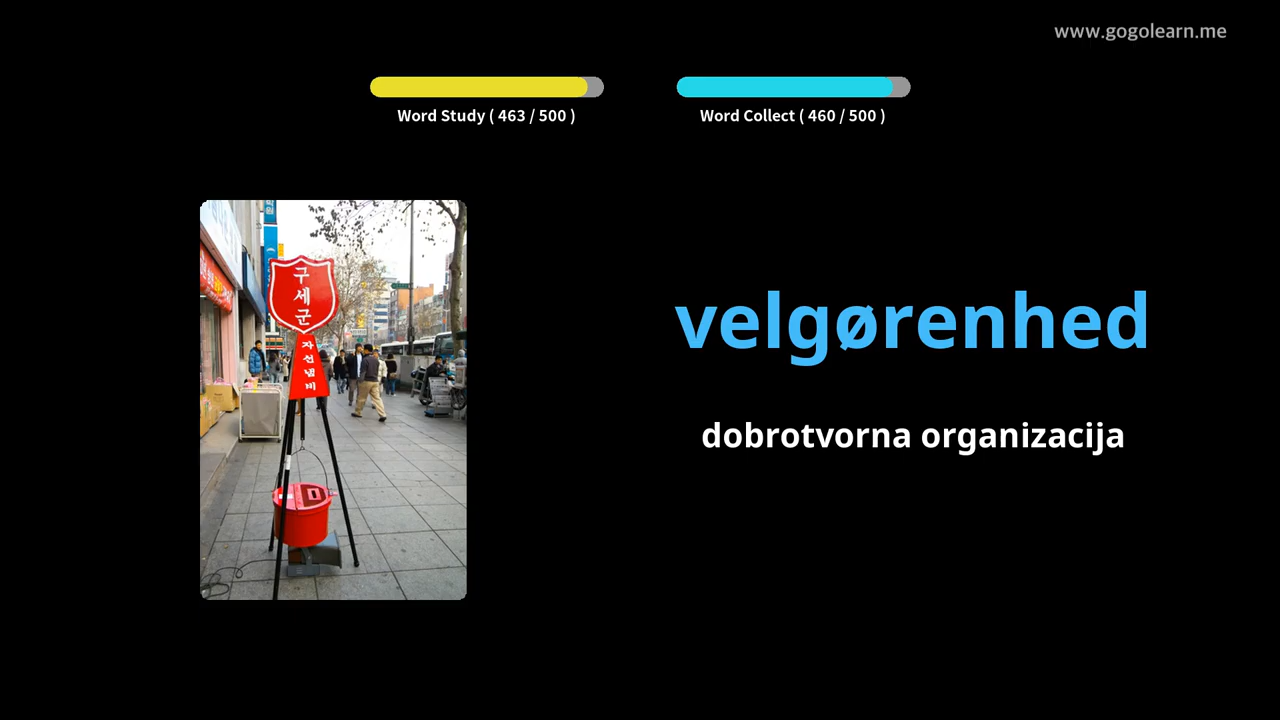 www.gogolearn.me
Word Study ( 463 / 500 )
Word Collect ( 460 / 500 )
구세군
자선냄비
velgørenhed
dobrotvorna organizacija